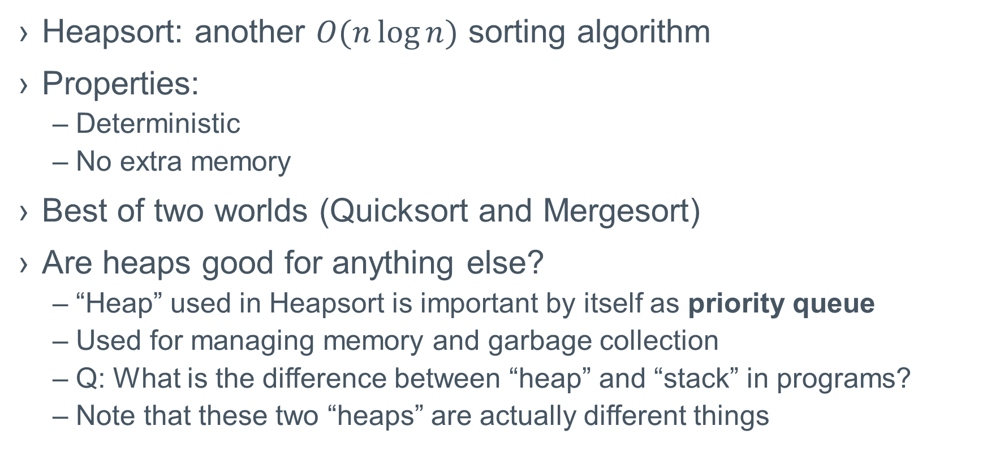 › Heapsort: another O(n log n) sorting algorithm
› Properties:
– Deterministic
– No extra memory
› Best of two worlds (Quicksort and Mergesort)
› Are heaps good for anything else?
– “Heap” used in Heapsort is important by itself as priority queue
– Used for managing memory and garbage collection
– Q: What is the difference between “heap” and “stack” in programs?
– Note that these two “heaps” are actually different things